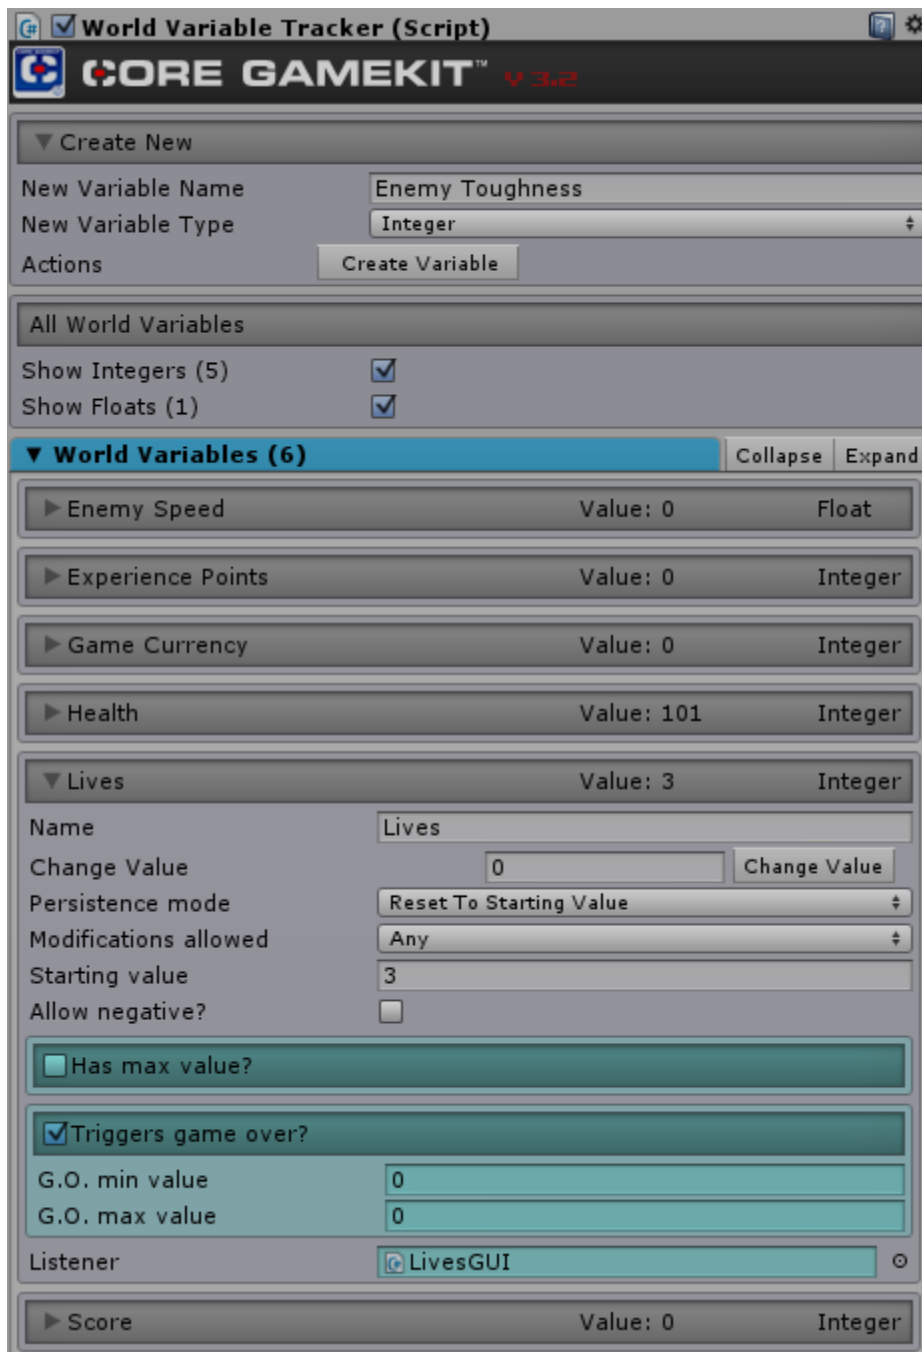 World Variable Tracker (Script)
CORE GAMEKIT™ V 3.2
Create New
New Variable Name Enemy Toughness
New Variable Type Integer
Actions Create Variable
All World Variables
Show Integers (5)
Show Floats (1)
World Variables (6) Collapse Expand
Enemy Speed Value: 0 Float
Experience Points Value: 0 Integer
Game Currency Value: 0 Integer
Health Value: 101 Integer
Lives Value: 3 Integer
Name Lives
Change Value 0 Change Value
Persistence mode Reset To Starting Value
Modifications allowed Any
Starting value 3
Allow negative?
Has max value?
Triggers game over?
G.O. min value 0
G.O. max value 0
Listener LivesGUI
Score Value: 0 Integer